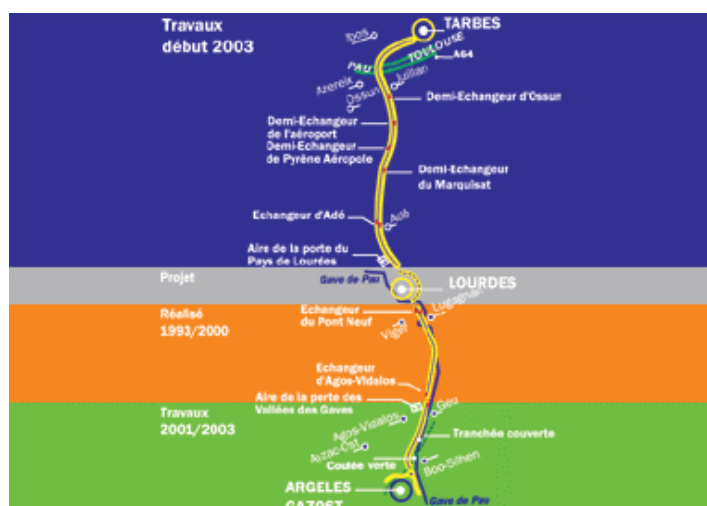 Travaux
début 2003
TARBES
Ibos
TOULOUSE
PAU
A64
Azereix
Juillan
Ossun
Demi-Echangeur d'Ossun
Demi-Echangeur
de l'aéroport
Demi-Echangeur
de Pyrène Aéropole
Demi-Echangeur
du Marquisat
Echangeur d'Adé
Adé
Aire de la porte du
Pays de Lourdes
Projet
Gave de Pau
LOURDES
Réalisé
1993/2000
Echangeur
du Pont Neuf
Lugagnan
Viger
Echangeur
d'Agos-Vidalos
Aire de la perte des
Vallées des Gaves
Geu
Travaux
2001/2003
Agos-Vidalos
Tranchée couverte
Ayzac-Ost
Coulée verte
Boo-Silhen
ARGELES
GAZOST
Gave de Pau